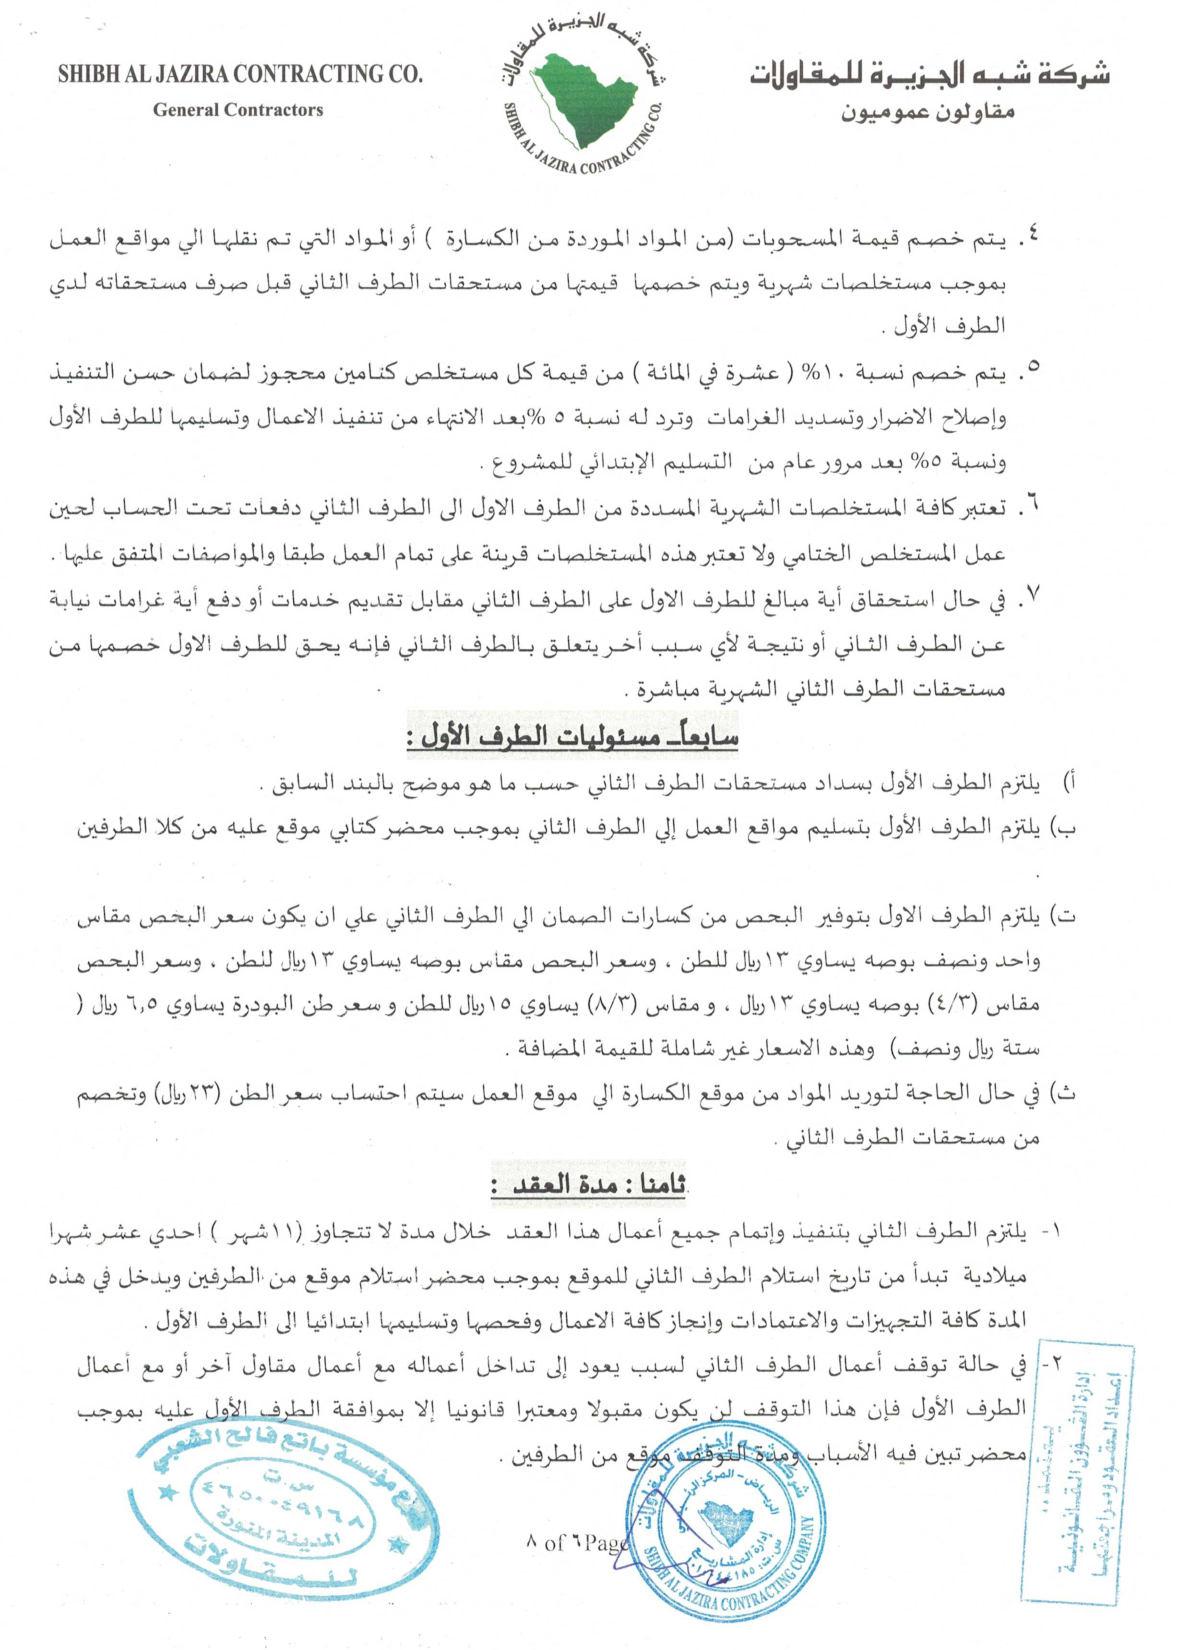 SHIBH AL JAZIRA CONTRACTING CO.
General Contractors
شركة شبه الجزيرة للمقاولات
SHIBH AL JAZIRA CONTRACTING CO.
شركة شبه الجزيرة للمقاولات
مقاولون عموميون
٤. يتم خصم قيمة المسحوبات (من المواد الموردة من الكسارة ) أو المواد التي تم نقلها الي مواقع العمل
بموجب مستخلصات شهرية ويتم خصمها قيمتها من مستحقات الطرف الثاني قبل صرف مستحقاته لدي
الطرف الأول .
٥. يتم خصم نسبة ١٠% ( عشرة في المائة ) من قيمة كل مستخلص كتامين محجوز لضمان حسن التنفيذ
وإصلاح الاضرار وتسديد الغرامات وترد له نسبة ٥ %بعد الانتهاء من تنفيذ الاعمال وتسليمها للطرف الأول
ونسبة ٥% بعد مرور عام من التسليم الإبتدائي للمشروع .
٦. تعتبر كافة المستخلصات الشهرية المسددة من الطرف الاول الى الطرف الثاني دفعات تحت الحساب لحين
عمل المستخلص الختامي ولا تعتبر هذه المستخلصات قرينة على تمام العمل طبقا والمواصفات المتفق عليها .
٧. في حال استحقاق أية مبالغ للطرف الاول على الطرف الثاني مقابل تقديم خدمات أو دفع أية غرامات نيابة
عن الطرف الثاني أو نتيجة لأي سبب أخر يتعلق بالطرف الثاني فإنه يحق للطرف الاول خصمها من
مستحقات الطرف الثاني الشهرية مباشرة .
سابعاً۔ مسئوليات الطرف الأول :
أ) يلتزم الطرف الأول بسداد مستحقات الطرف الثاني حسب ما هو موضح بالبند السابق .
ب) يلتزم الطرف الأول بتسليم مواقع العمل إلي الطرف الثاني بموجب محضر كتابي موقع عليه من كلا الطرفين
.
ت) يلتزم الطرف الاول بتوفير البحص من كسارات الصمان الي الطرف الثاني علي ان يكون سعر البحص مقاس
واحد ونصف بوصه يساوي ١٣ريال للطن ، وسعر البحص مقاس بوصه يساوي ١٣ريال للطن ، وسعر البحص
مقاس (٤/٣) بوصه يساوي ١٣ريال ، و مقاس (٨/٣) يساوي ١٥ريال للطن و سعر طن البودرة يساوي ٦,٥ ريال (
ستة ريال ونصف) وهذه الاسعار غير شاملة للقيمة المضافة .
ث) في حال الحاجة لتوريد المواد من موقع الكسارة الي موقع العمل سيتم احتساب سعر الطن (٢٣ريال) وتخصم
من مستحقات الطرف الثاني .
ثامنا : مدة العقد :
١- يلتزم الطرف الثاني بتنفيذ وإتمام جميع أعمال هذا العقد خلال مدة لا تتجاوز (١١شهر ) احدي عشر شهرا
ميلادية تبدأ من تاريخ استلام الطرف الثاني للموقع بموجب محضر استلام موقع من الطرفين ويدخل في هذه
المدة كافة التجهيزات والاعتمادات وإنجاز كافة الاعمال وفحصها وتسليمها ابتدائيا الى الطرف الأول .
٢- في حالة توقف أعمال الطرف الثاني لسبب يعود إلى تداخل أعماله مع أعمال مقاول آخر أو مع أعمال
الطرف الأول فإن هذا التوقف لن يكون مقبولا ومعتبرا قانونيا إلا بموافقة الطرف الأول عليه بموجب
محضر تبين فيه الأسباب ومدة التوقف موقع من الطرفين .
مؤسسة باتع فالح الشعيبي
س.ت
٤٦٥٠٠٤٩١٦٨
المدينة المنورة
للمقاولات
شركة شبه الجزيرة للمقاولات
الرياض - المركز الرئيسي
إدارة المشاريع
SHIBH AL JAZIRA CONTRACTING COMPANY
إدارة الشؤون القانونية
إعداد العقود ومراجعتها
٨ of ٦Page